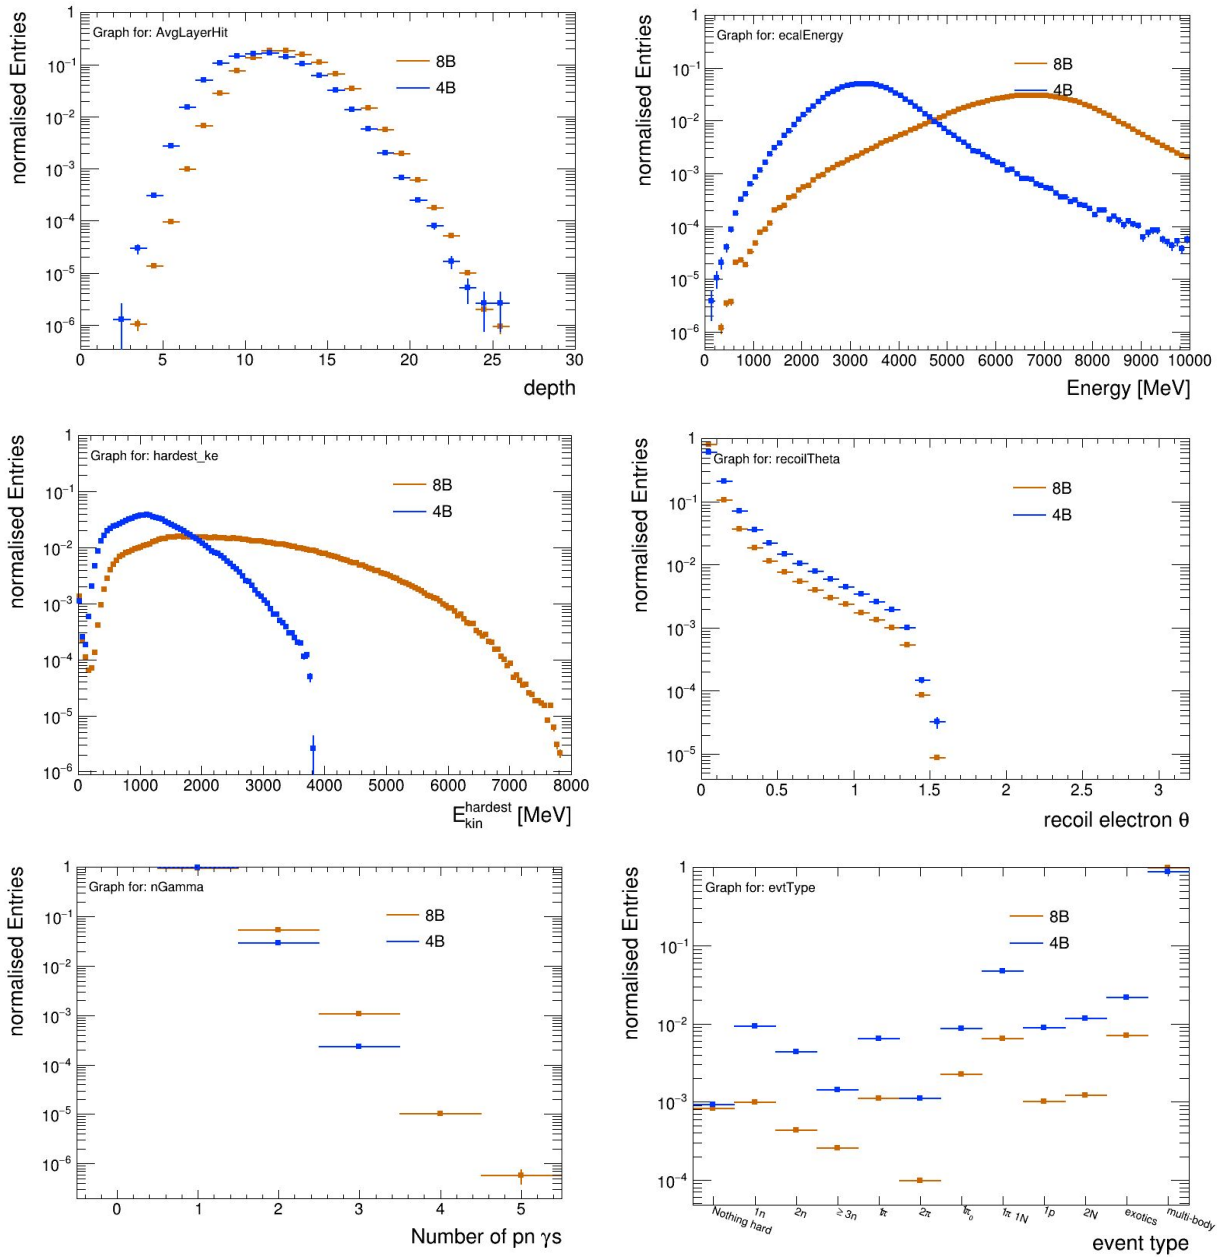 normalised Entries
Graph for: AvgLayerHit
8B
4B
1
10⁻¹
10⁻²
10⁻³
10⁻⁴
10⁻⁵
10⁻⁶
0 5 10 15 20 25 30
depth
normalised Entries
Graph for: ecalEnergy
8B
4B
1
10⁻¹
10⁻²
10⁻³
10⁻⁴
10⁻⁵
10⁻⁶
0 1000 2000 3000 4000 5000 6000 7000 8000 9000 10000
Energy [MeV]
normalised Entries
Graph for: hardest_ke
8B
4B
1
10⁻¹
10⁻²
10⁻³
10⁻⁴
10⁻⁵
10⁻⁶
0 1000 2000 3000 4000 5000 6000 7000 8000
E_kin^hardest [MeV]
normalised Entries
Graph for: recoilTheta
8B
4B
1
10⁻¹
10⁻²
10⁻³
10⁻⁴
10⁻⁵
0 0.5 1 1.5 2 2.5 3
recoil electron θ
normalised Entries
Graph for: nGamma
8B
4B
1
10⁻¹
10⁻²
10⁻³
10⁻⁴
10⁻⁵
10⁻⁶
0 1 2 3 4 5
Number of pn γs
normalised Entries
Graph for: evtType
8B
4B
1
10⁻¹
10⁻²
10⁻³
10⁻⁴
Nothing hard 1n 2n ≥ 3n 1π 2π 1π₀ 1π 1N 1p 2N exotics multi-body
event type